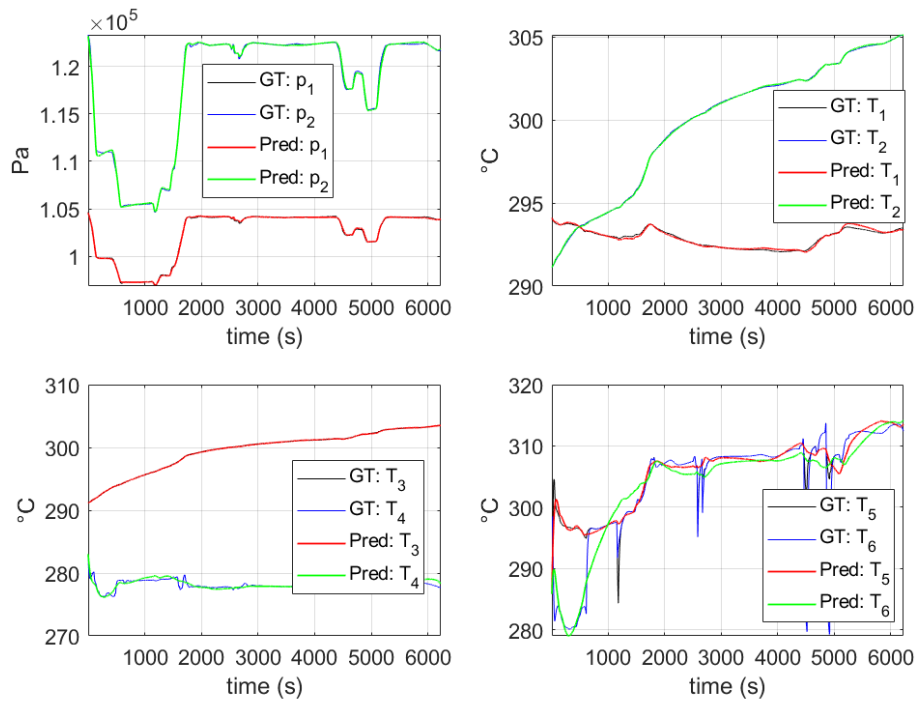 ×10⁵
1.2
1.15
1.1
1.05
1
Pa
GT: p₁
GT: p₂
Pred: p₁
Pred: p₂
1000 2000 3000 4000 5000 6000
time (s)
305
300
295
290
°C
GT: T₁
GT: T₂
Pred: T₁
Pred: T₂
0 1000 2000 3000 4000 5000 6000
time (s)
310
300
290
280
270
°C
GT: T₃
GT: T₄
Pred: T₃
Pred: T₄
1000 2000 3000 4000 5000 6000
time (s)
320
310
300
290
280
°C
GT: T₅
GT: T₆
Pred: T₅
Pred: T₆
1000 2000 3000 4000 5000 6000
time (s)